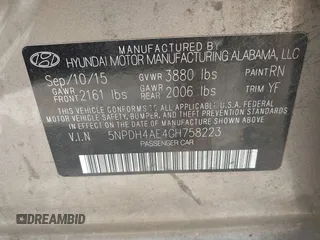 HYUNDAI MOTOR MANUFACTURING ALABAMA, LLC
Sep/10/15 GVWR 3880 lbs PAINT RN
GAWR FRONT 2161 lbs GAWR REAR 2006 lbs TRIM YF
THIS VEHICLE CONFORMS TO ALL APPLICABLE U.S. FEDERAL
MOTOR VEHICLE SAFETY, BUMPER, AND THEFT PREVENTION
STANDARDS IN EFFECT ON THE DATE OF MANUFACTURE
SHOWN ABOVE.
V.I.N 5NPDH4AE4GH758223
PASSENGER CAR
DREAMBID